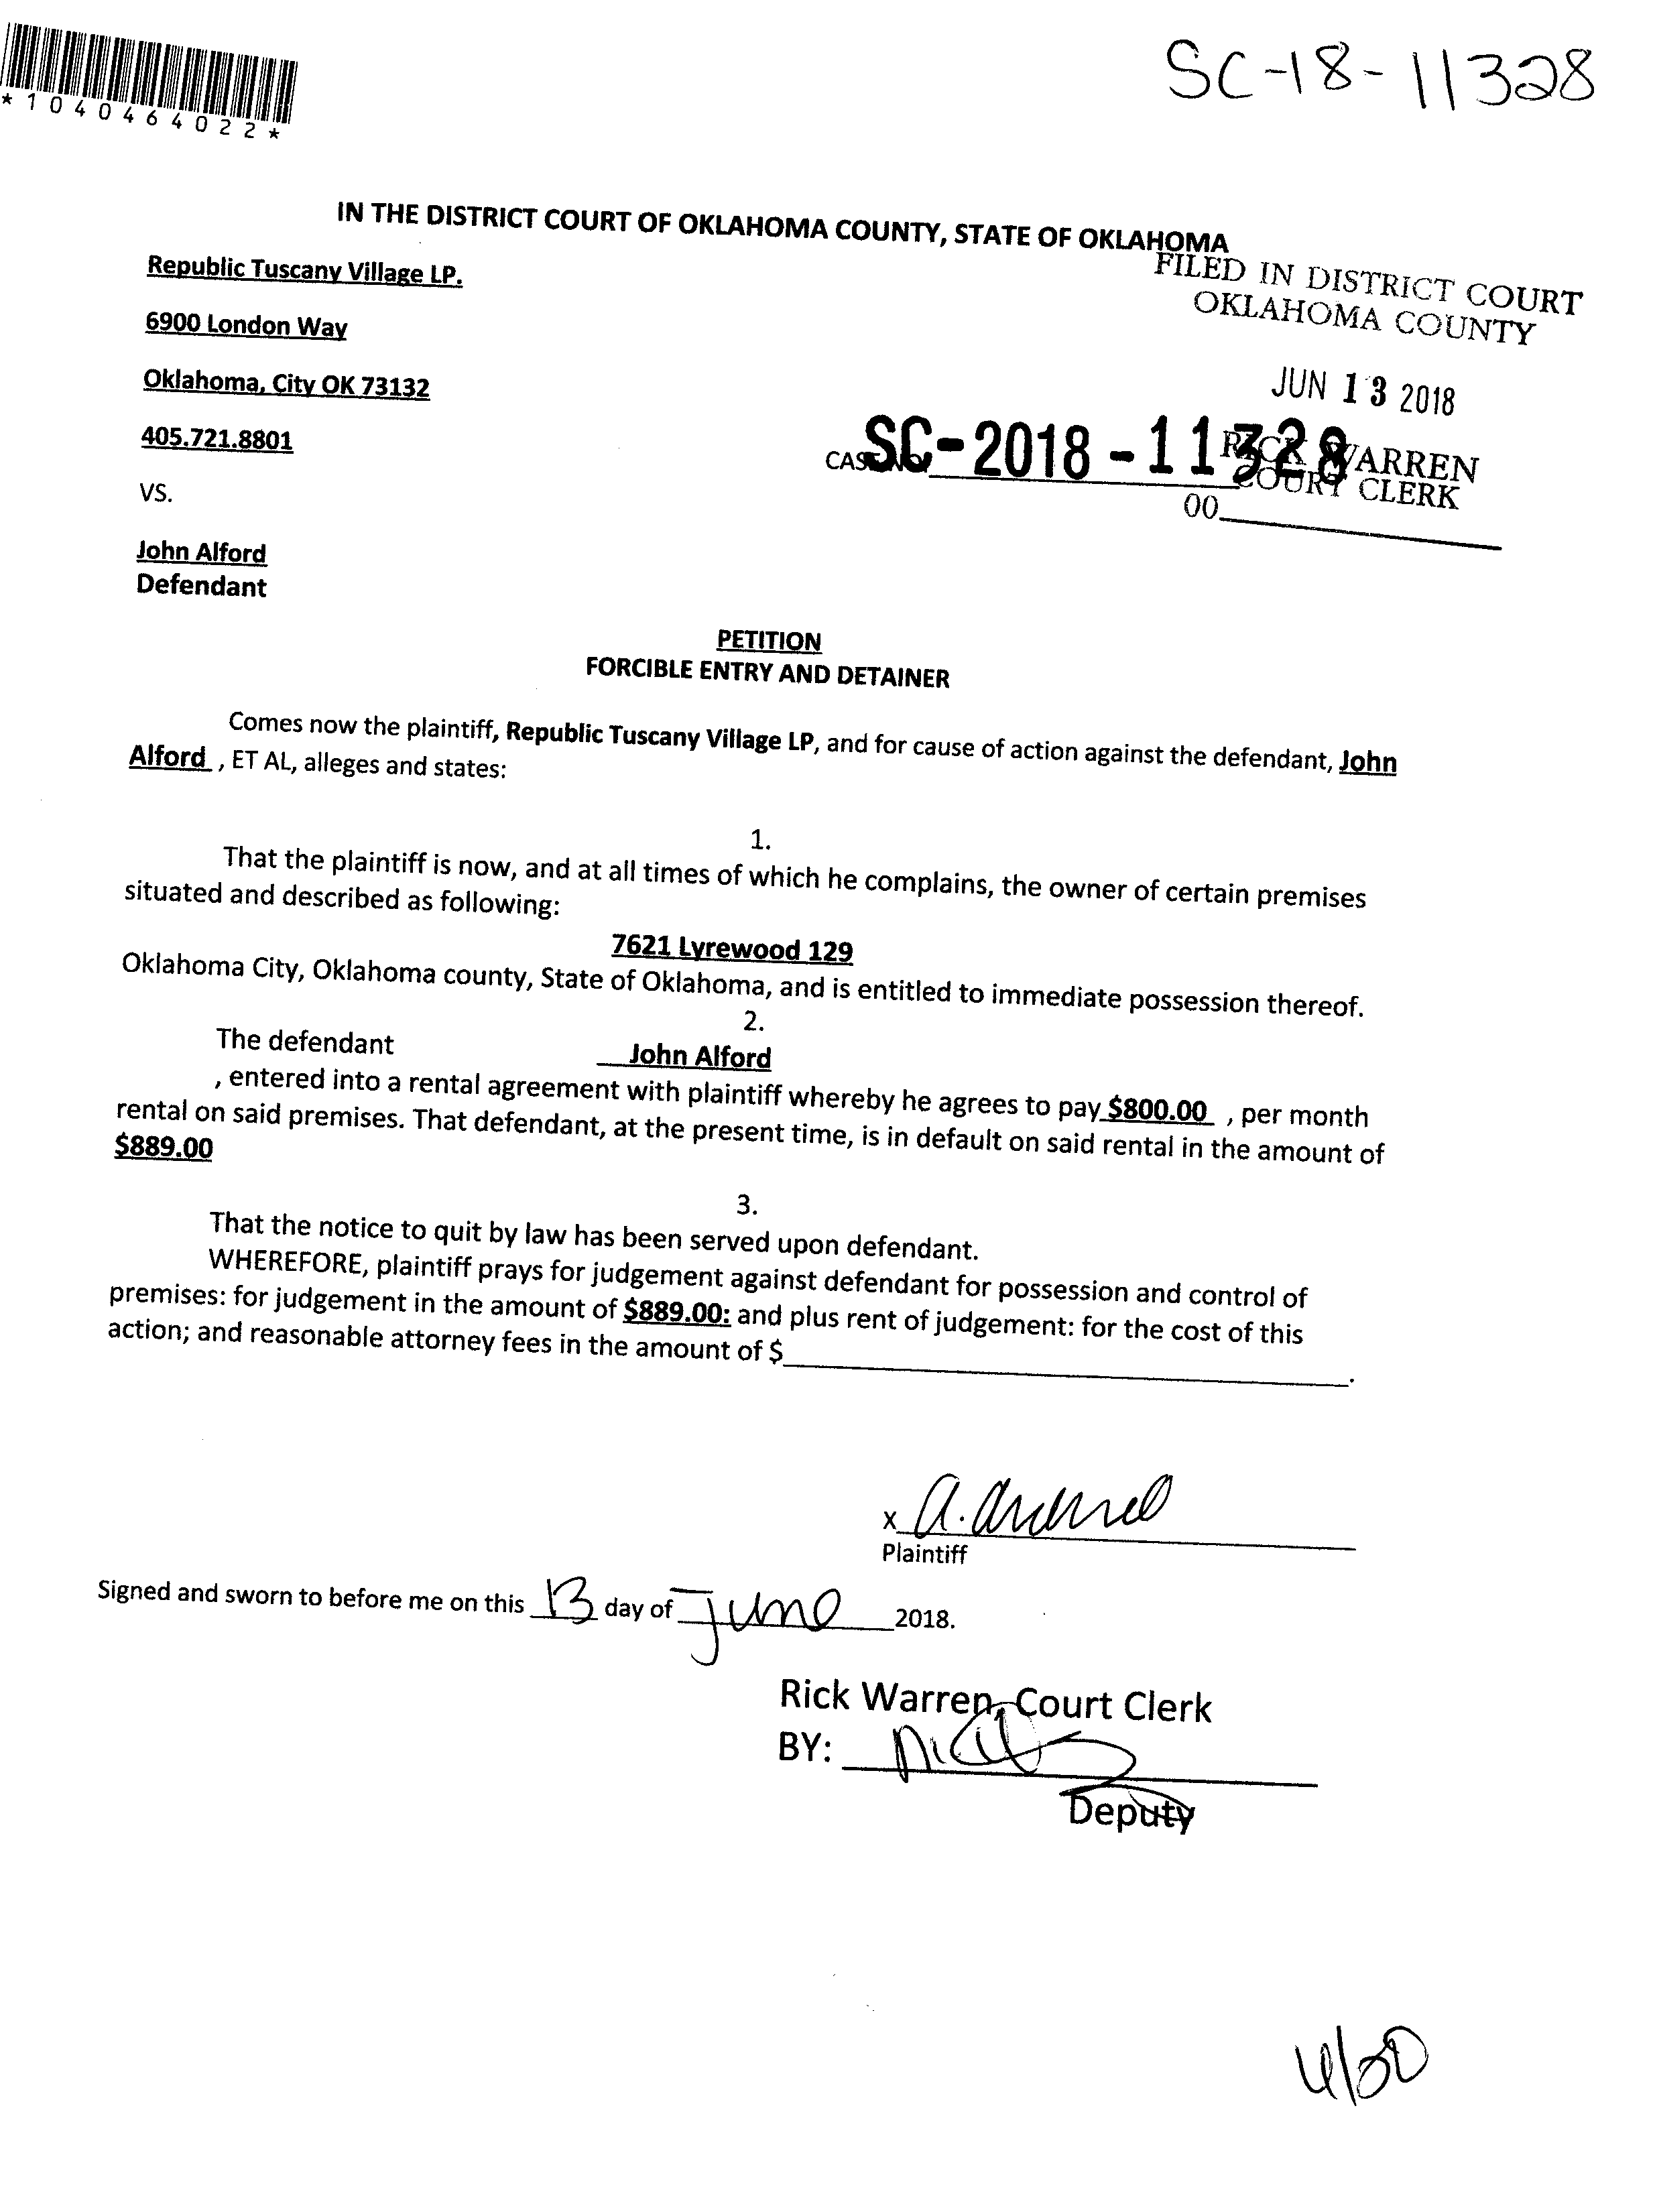 SC-18-11328
*1040464022*
IN THE DISTRICT COURT OF OKLAHOMA COUNTY, STATE OF OKLAHOMA
Republic Tuscany Village LP.
FILED IN DISTRICT COURT
OKLAHOMA COUNTY
6900 London Way
Oklahoma, City OK 73132
JUN 13 2018
405.721.8801
CASE NO. SC-2018-11328
RICK WARREN
COURT CLERK
VS.
00
John Alford
Defendant
PETITION
FORCIBLE ENTRY AND DETAINER
Comes now the plaintiff, Republic Tuscany Village LP, and for cause of action against the defendant, John
Alford , ET AL, alleges and states:
1.
That the plaintiff is now, and at all times of which he complains, the owner of certain premises
situated and described as following:
7621 Lyrewood 129
Oklahoma City, Oklahoma county, State of Oklahoma, and is entitled to immediate possession thereof.
2.
The defendant John Alford
, entered into a rental agreement with plaintiff whereby he agrees to pay $800.00 , per month
rental on said premises. That defendant, at the present time, is in default on said rental in the amount of
$889.00
3.
That the notice to quit by law has been served upon defendant.
WHEREFORE, plaintiff prays for judgement against defendant for possession and control of
premises: for judgement in the amount of $889.00: and plus rent of judgement: for the cost of this
action; and reasonable attorney fees in the amount of $ .
x
Plaintiff
Signed and sworn to before me on this 13 day of June 2018.
Rick Warren, Court Clerk
BY:
Deputy